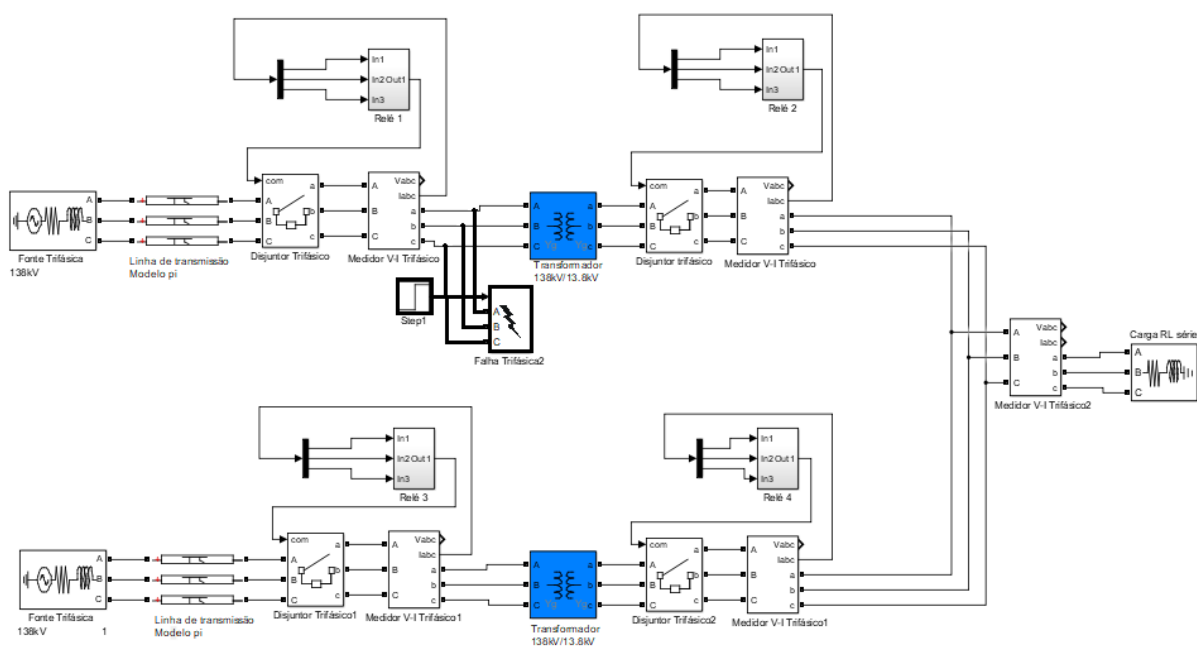 In1
In2 Out1
In3
Relé 1
In1
In2 Out1
In3
Relé 2
com
A
B
C
a
b
c
Disjuntor Trifásico
A
B
C
Vabc
Iabc
a
b
c
Medidor V-I Trifásico
A
B
C
Fonte Trifásica
138kV
Linha de transmissão
Modelo pi
A
B
C
Yg
Yg
a
b
c
Transformador
138kV/13.8kV
com
A
B
C
a
b
c
Disjuntor trifásico
A
B
C
Vabc
Iabc
a
b
c
Medidor V-I Trifásico
Step1
A
B
C
Falha Trifásica2
A
B
C
Vabc
Iabc
a
b
c
Medidor V-I Trifásico2
Carga RL série
A
B
C
In1
In2 Out1
In3
Relé 3
In1
In2 Out1
In3
Relé 4
A
B
C
Fonte Trifásica
138kV 1
Linha de transmissão
Modelo pi
com
A
B
C
a
b
c
Disjuntor Trifásico1
A
B
C
Vabc
Iabc
a
b
c
Medidor V-I Trifásico1
A
B
C
Yg
Yg
a
b
c
Transformador
138kV/13.8kV
com
A
B
C
a
b
c
Disjuntor Trifásico2
A
B
C
Vabc
Iabc
a
b
c
Medidor V-I Trifásico1